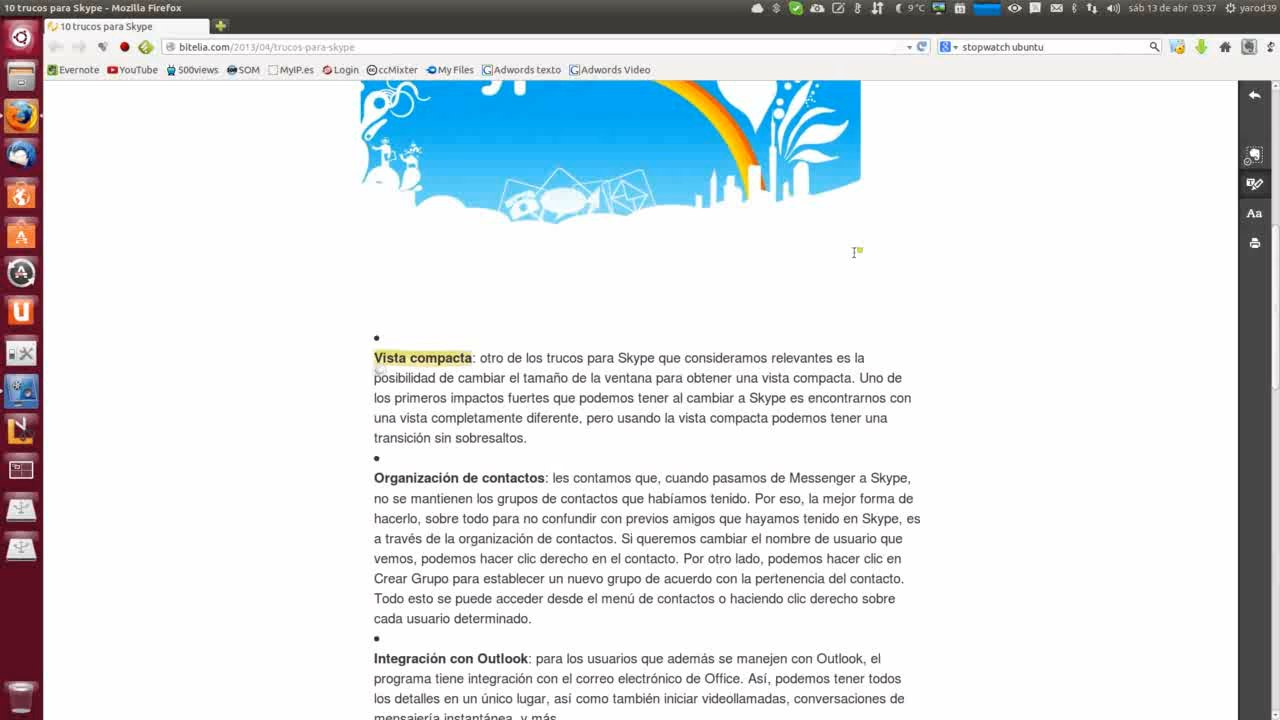 10 trucos para Skype - Mozilla Firefox
9°C
sáb 13 de abr 03:37
yarod39
10 trucos para Skype
bitelia.com/2013/04/trucos-para-skype
stopwatch ubuntu
Evernote
YouTube
500views
SOM
MyIP.es
Login
ccMixter
My Files
Adwords texto
Adwords Video
Aa
Vista compacta: otro de los trucos para Skype que consideramos relevantes es la
posibilidad de cambiar el tamaño de la ventana para obtener una vista compacta. Uno de
los primeros impactos fuertes que podemos tener al cambiar a Skype es encontrarnos con
una vista completamente diferente, pero usando la vista compacta podemos tener una
transición sin sobresaltos.
Organización de contactos: les contamos que, cuando pasamos de Messenger a Skype,
no se mantienen los grupos de contactos que habíamos tenido. Por eso, la mejor forma de
hacerlo, sobre todo para no confundir con previos amigos que hayamos tenido en Skype, es
a través de la organización de contactos. Si queremos cambiar el nombre de usuario que
vemos, podemos hacer clic derecho en el contacto. Por otro lado, podemos hacer clic en
Crear Grupo para establecer un nuevo grupo de acuerdo con la pertenencia del contacto.
Todo esto se puede acceder desde el menú de contactos o haciendo clic derecho sobre
cada usuario determinado.
Integración con Outlook: para los usuarios que además se manejen con Outlook, el
programa tiene integración con el correo electrónico de Office. Así, podemos tener todos
los detalles en un único lugar, así como también iniciar videollamadas, conversaciones de
mensajería instantánea, y más.